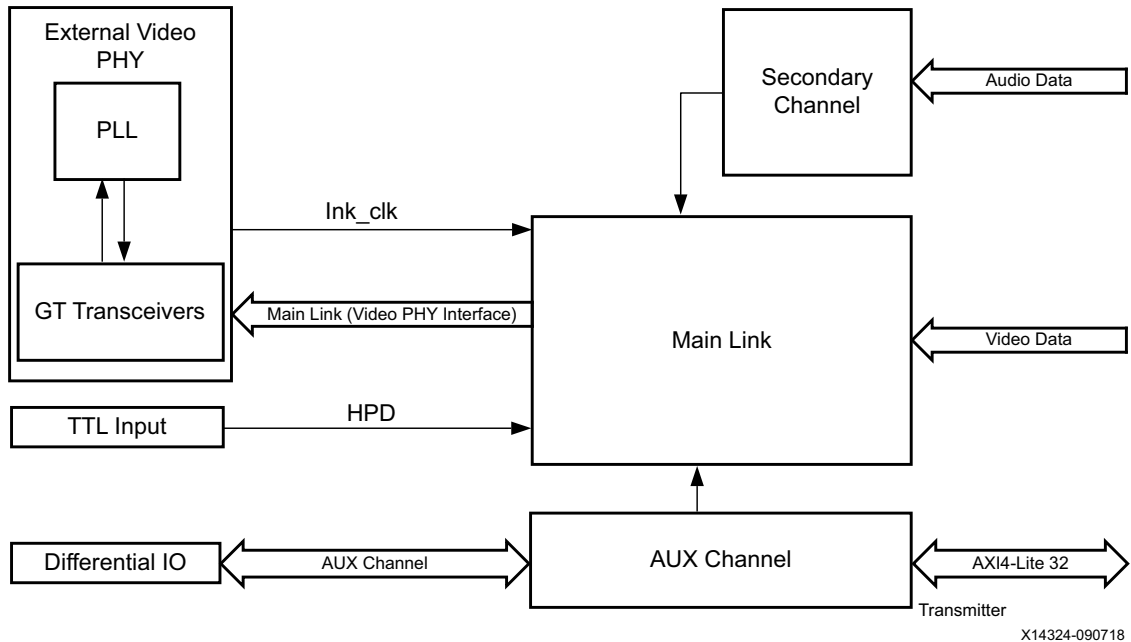 External Video
PHY
PLL
GT Transceivers
lnk_clk
Main Link (Video PHY Interface)
TTL Input
HPD
Differential IO
AUX Channel
Secondary
Channel
Audio Data
Main Link
Video Data
AUX Channel
AXI4-Lite 32
Transmitter
X14324-090718